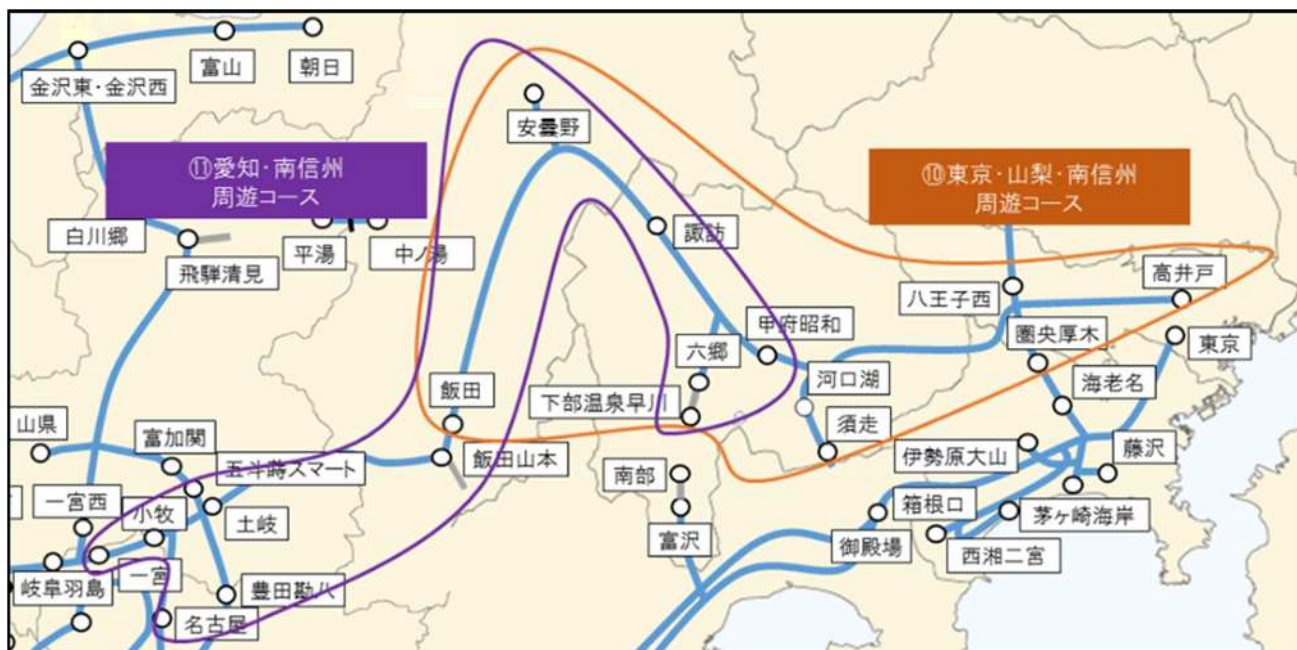 富山
朝日
金沢東・金沢西
安曇野
⑪愛知・南信州
周遊コース
⑩東京・山梨・南信州
周遊コース
白川郷
平湯
中ノ湯
諏訪
飛騨清見
高井戸
八王子西
甲府昭和
圏央厚木
東京
六郷
河口湖
海老名
飯田
下部温泉早川
須走
山県
富加関
飯田山本
伊勢原大山
藤沢
五斗蒔スマート
南部
箱根口
一宮西
小牧
土岐
茅ヶ崎海岸
富沢
御殿場
西湘二宮
岐阜羽島
一宮
豊田勘八
名古屋